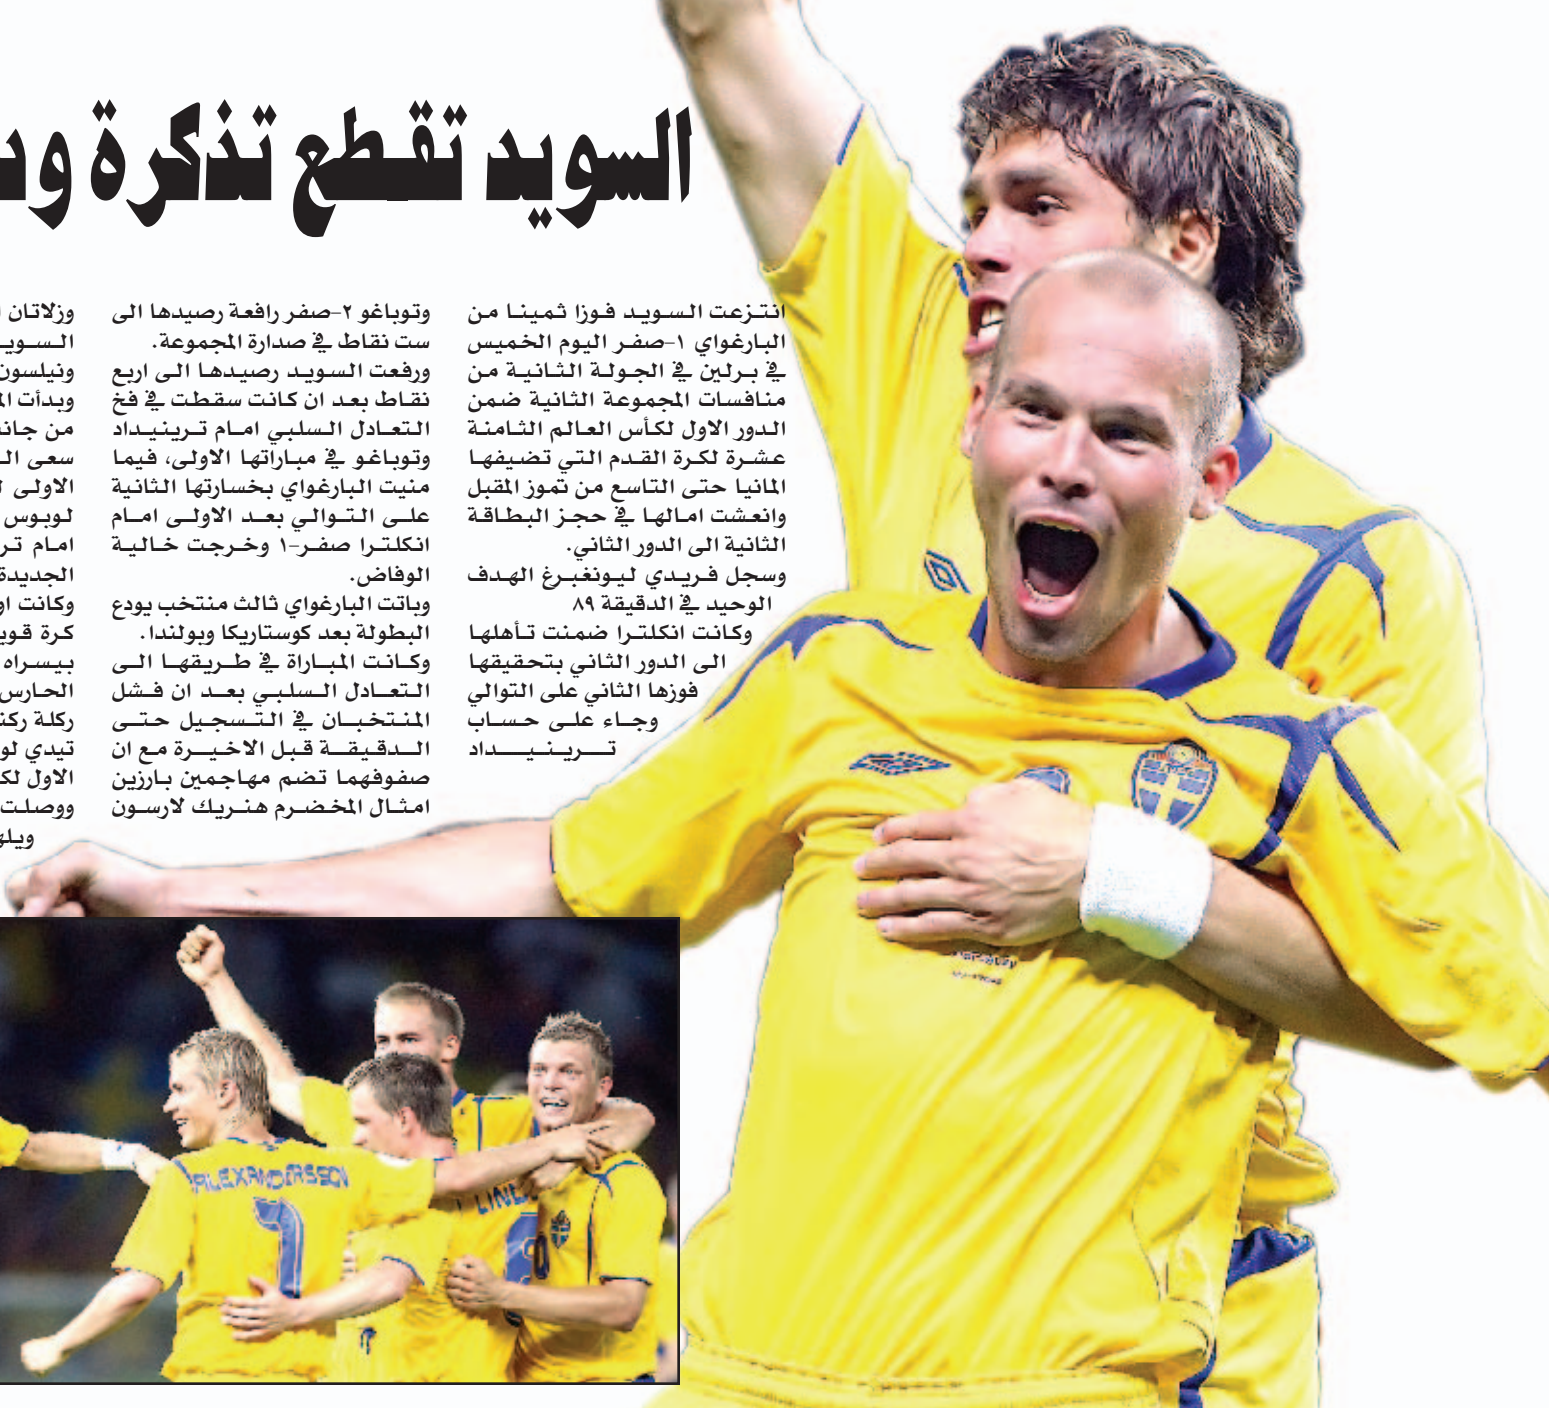 السويد تقطع تذكرة
انتزعت السويد فوزا ثمينا من
البارغواي ١-صفر اليوم الخميس
في برلين في الجولة الثانية من
منافسات المجموعة الثانية ضمن
الدور الاول لكأس العالم الثامنة
عشرة لكرة القدم التي تضيفها
المانيا حتى التاسع من تموز المقبل
وانعشت امالها في حجز البطاقة
الثانية الى الدور الثاني.
وسجل فريدي ليونغبرغ الهدف
الوحيد في الدقيقة ٨٩
وكانت انكلترا ضمنت تأهلها
الى الدور الثاني بتحقيقها
فوزها الثاني على التوالي
وجاء على حساب
ترينيداد
وتوباغو ٢-صفر رافعة رصيدها الى
ست نقاط في صدارة المجموعة.
ورفعت السويد رصيدها الى اربع
نقاط بعد ان كانت سقطت في فخ
التعادل السلبي امام ترينيداد
وتوباغو في مباراتها الاولى، فيما
منيت البارغواي بخسارتها الثانية
على التوالي بعد الاولى امام
انكلترا صفر-١ وخرجت خالية
الوفاض.
وباتت البارغواي ثالث منتخب يودع
البطولة بعد كوستاريكا وبولندا.
وكانت المباراة في طريقها الى
التعادل السلبي بعد ان فشل
المنتخبان في التسجيل حتى
الدقيقة قبل الاخيرة مع ان
صفوفهما تضم مهاجمين بارزين
امثال المخضرم هنريك لارسون
وزلاتان
ونيلسون
وبدأت
من
سعى
الاولى
لوبوس
امام
الجديدة
وكانت
كرة
بيسراه
الحارس
ركلة
تيدي
الاول
ووصلت
ALEXANDERSSON
7